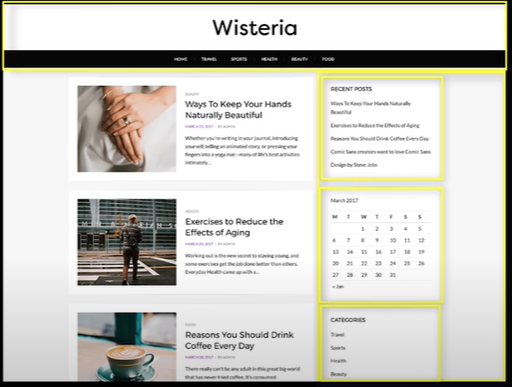 Wisteria
HOME TRAVEL SPORTS HEALTH BEAUTY FOOD
BEAUTY
Ways To Keep Your Hands
Naturally Beautiful
MARCH 20, 2017 - BY ADMIN
Whether you're writing in your journal, introducing
yourself, telling an animated story, or pressing your
fingers into a yoga mat—many of life's best activities
intimately...
HEALTH
Exercises to Reduce the
Effects of Aging
MARCH 20, 2017 - BY ADMIN
Working out is the new secret to staying young, and
some exercises get the job done better than others.
Everyday Health came up with a...
FOOD
Reasons You Should Drink
Coffee Every Day
MARCH 20, 2017 - BY ADMIN
There really can't be any adult in this great big world
that has never tried coffee. It's consumed
RECENT POSTS
Ways To Keep Your Hands Naturally
Beautiful
Exercises to Reduce the Effects of Aging
Reasons You Should Drink Coffee Every Day
Comic Sans creators want to love Comic Sans
Design by Steve Jobs
March 2017
M T W T F S S
1 2 3 4 5
6 7 8 9 10 11 12
13 14 15 16 17 18 19
20 21 22 23 24 25 26
27 28 29 30 31
« Jan
CATEGORIES
Travel
Sports
Health
Beauty